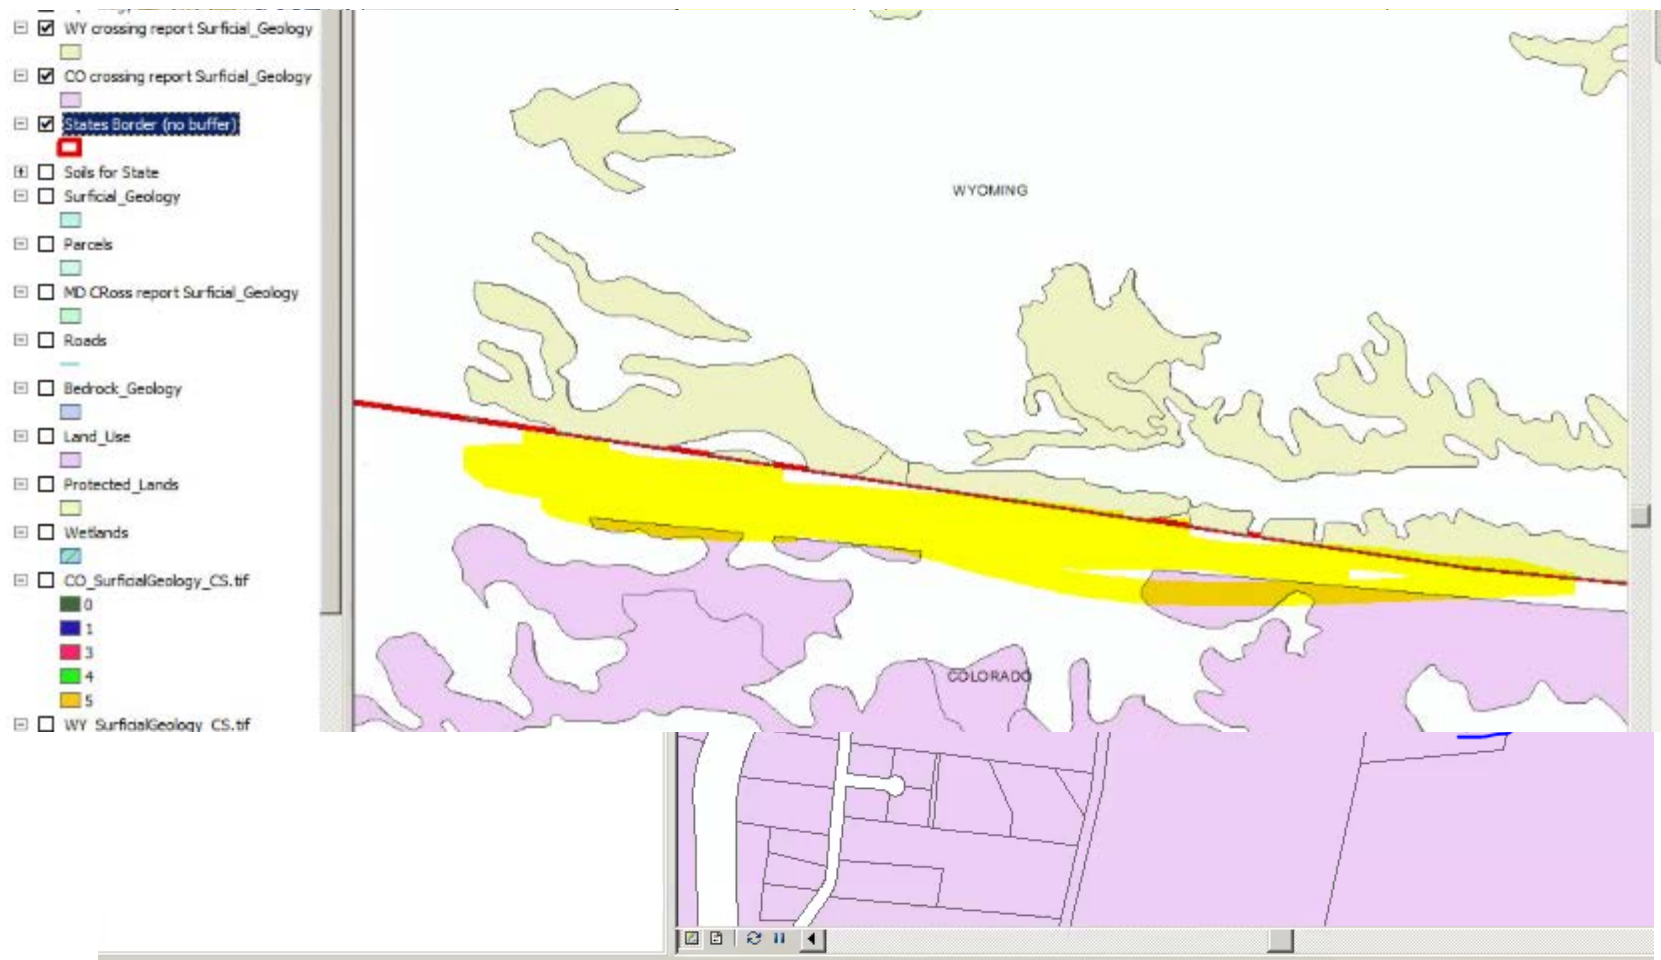 WY crossing report Surficial_Geology
CO crossing report Surficial_Geology
States Border (no buffer)
Soils for State
Surficial_Geology
Parcels
MD CRoss report Surficial_Geology
Roads
Bedrock_Geology
Land_Use
Protected_Lands
Wetlands
CO_SurficialGeology_CS.tif
0
1
3
4
5
WY_SurficialGeology_CS.tif
WYOMING
COLORADO